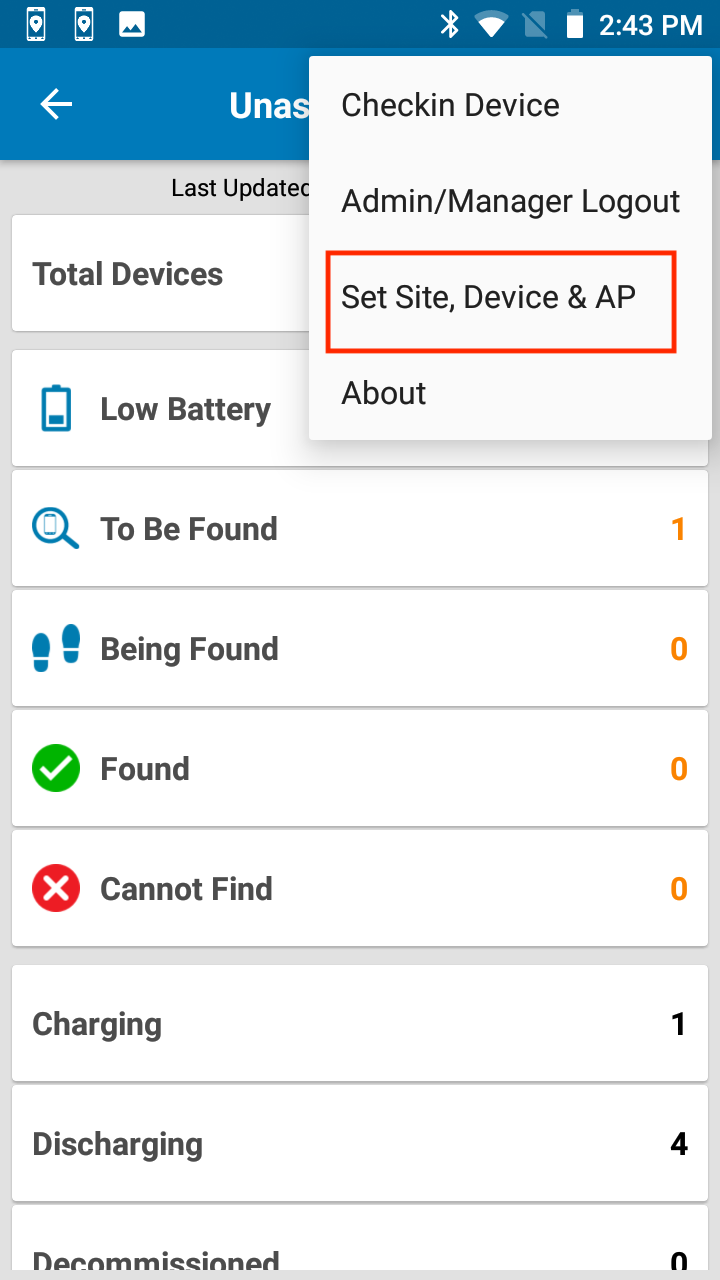 2:43 PM
Unas
Checkin Device
Last Updated
Admin/Manager Logout
Total Devices
Set Site, Device & AP
Low Battery
About
To Be Found 1
Being Found 0
Found 0
Cannot Find 0
Charging 1
Discharging 4
Decommissioned 0